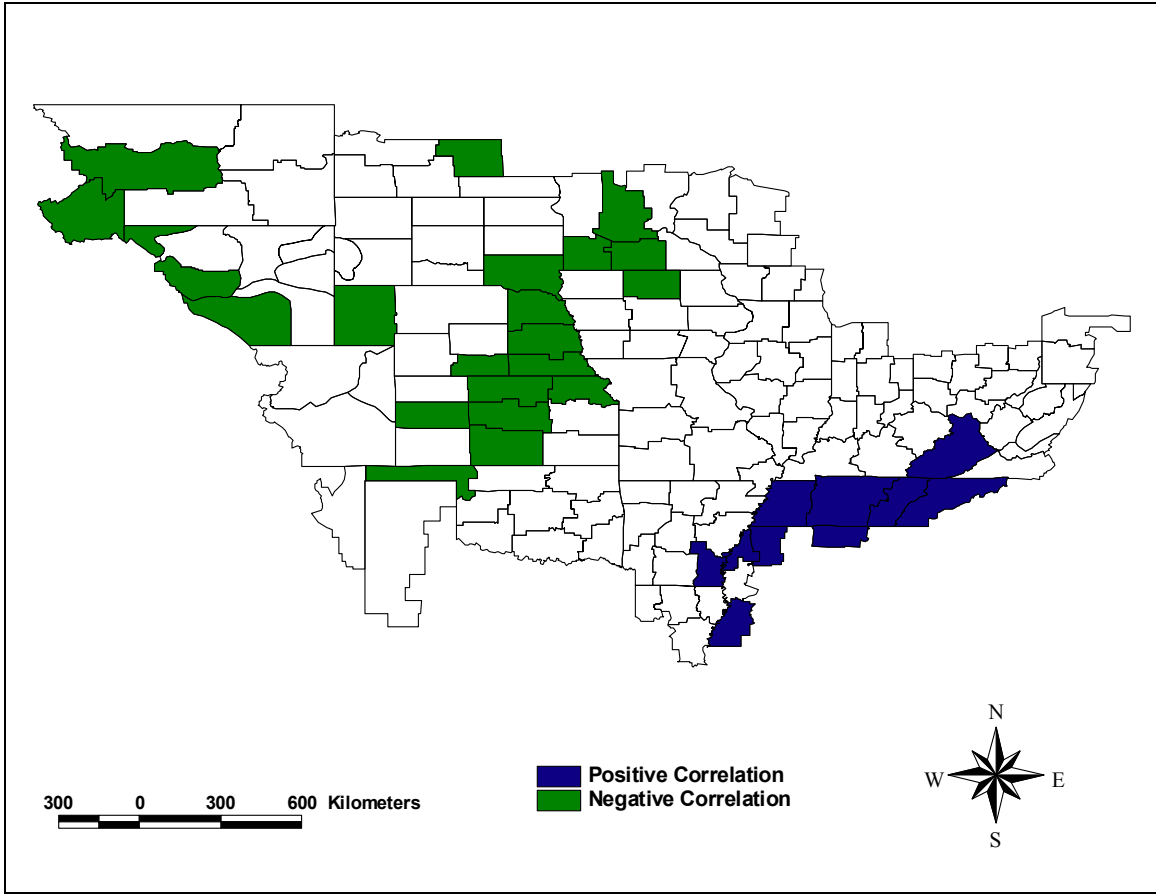 N
W E
S
Positive Correlation
Negative Correlation
300 0 300 600 Kilometers